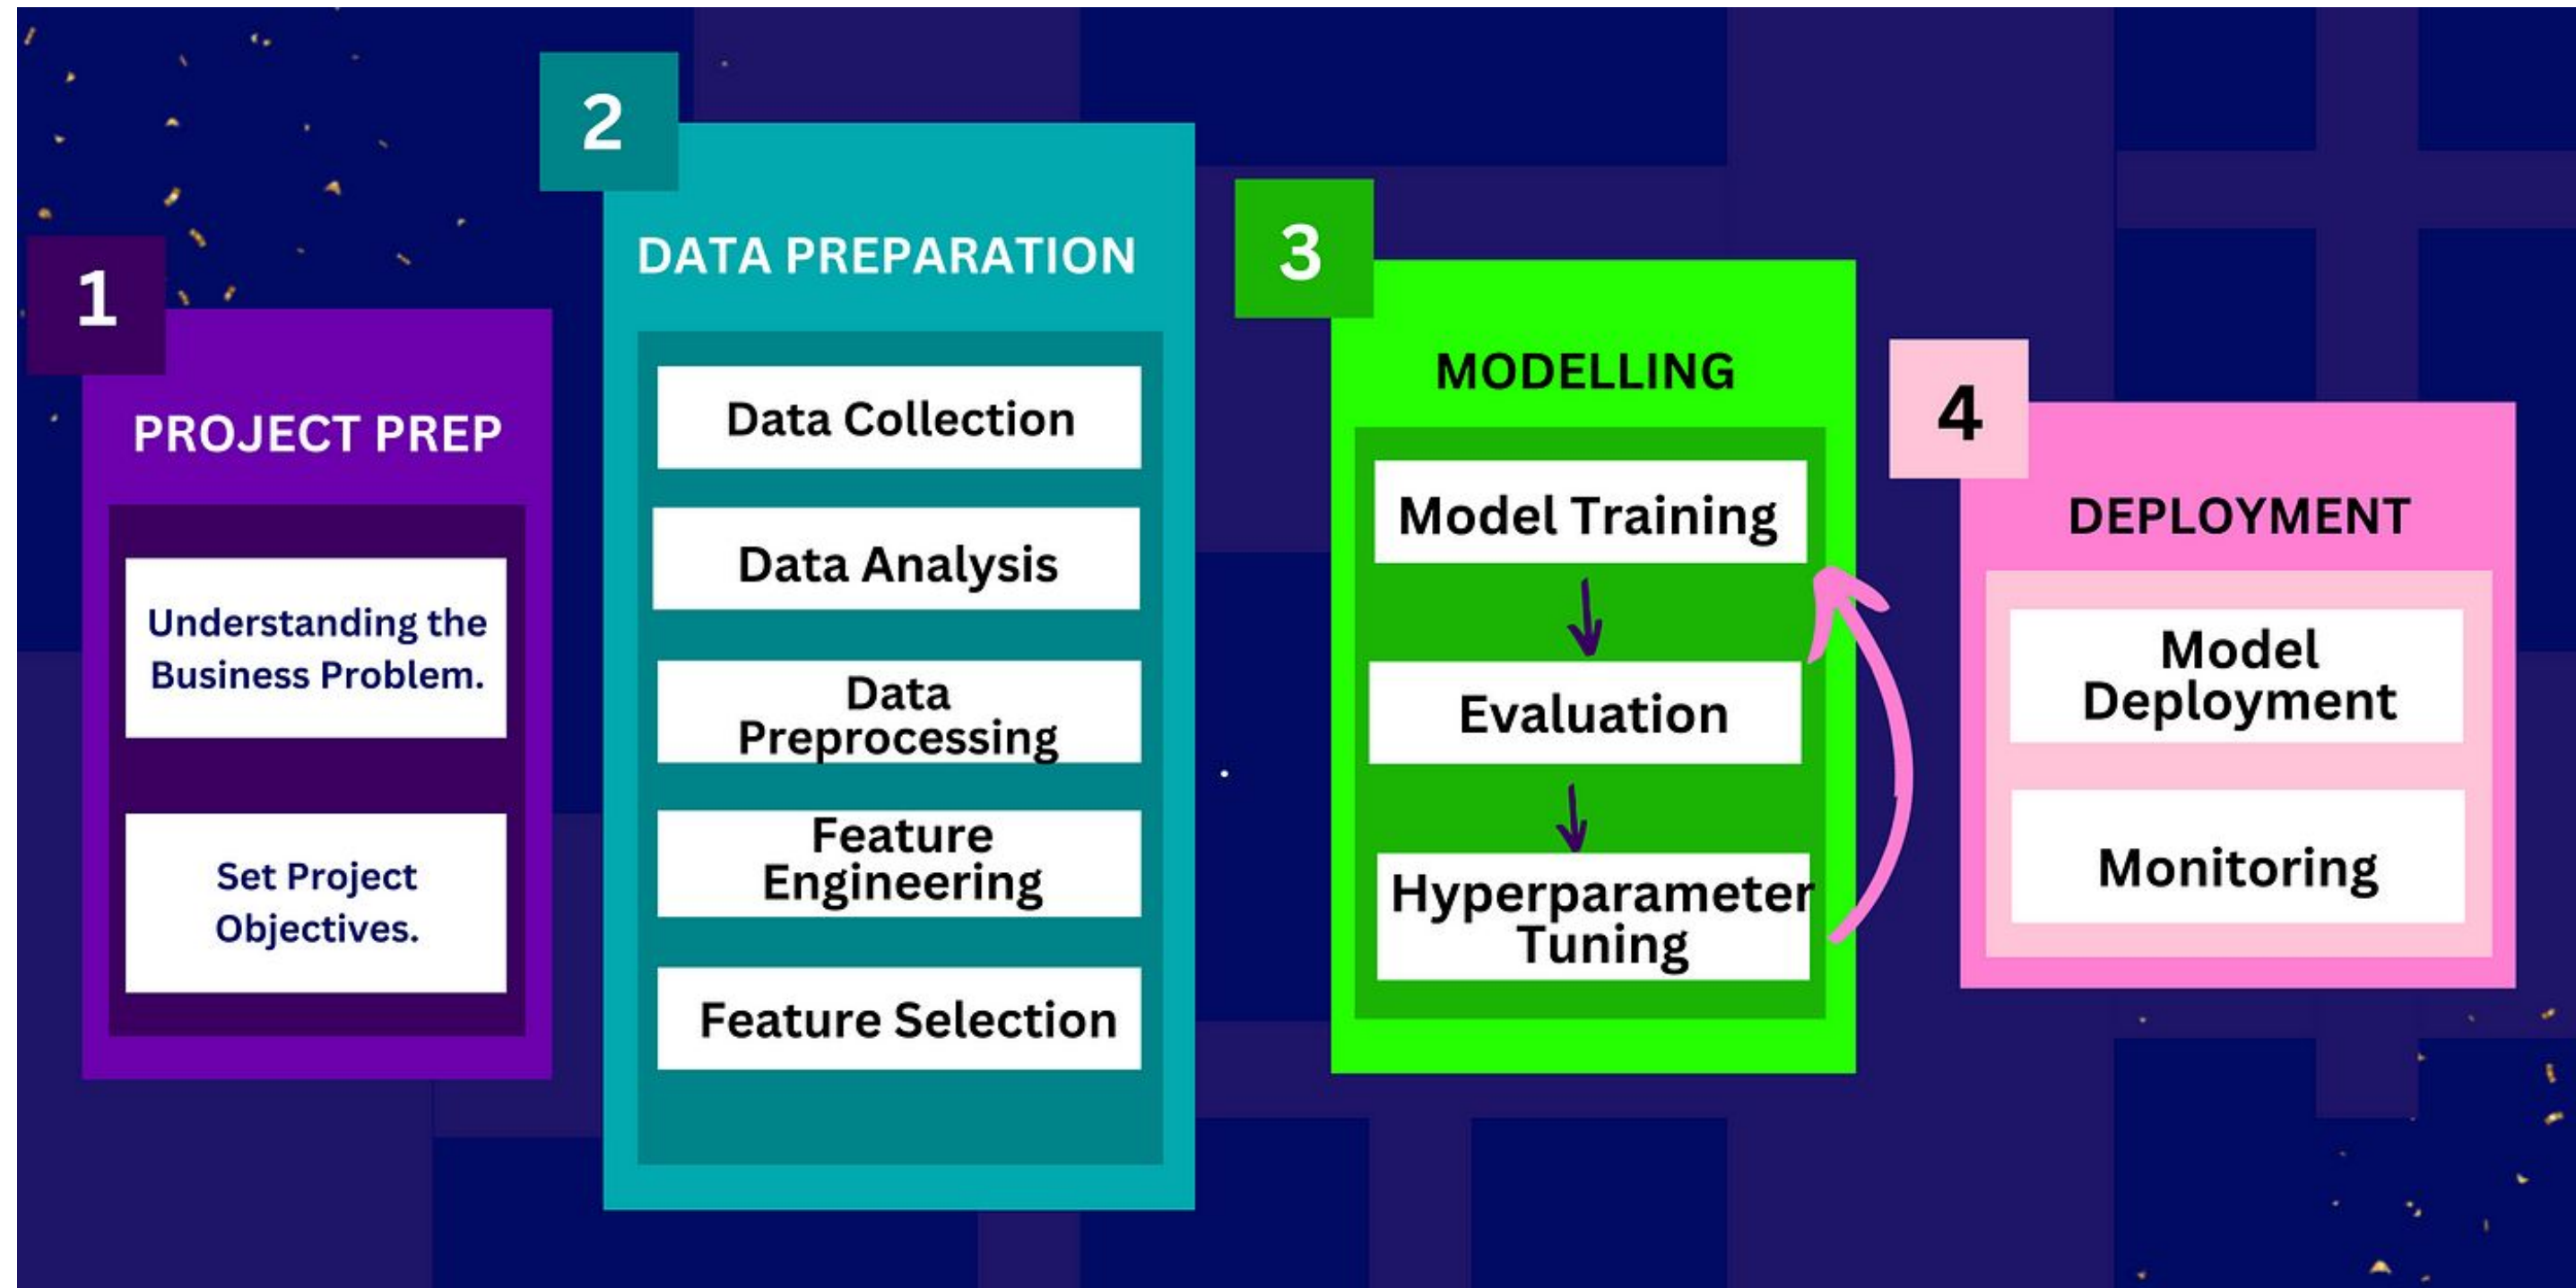 1
PROJECT PREP
Understanding the
Business Problem.
Set Project
Objectives.
2
DATA PREPARATION
Data Collection
Data Analysis
Data
Preprocessing
Feature
Engineering
Feature Selection
3
MODELLING
Model Training
Evaluation
Hyperparameter
Tuning
4
DEPLOYMENT
Model
Deployment
Monitoring